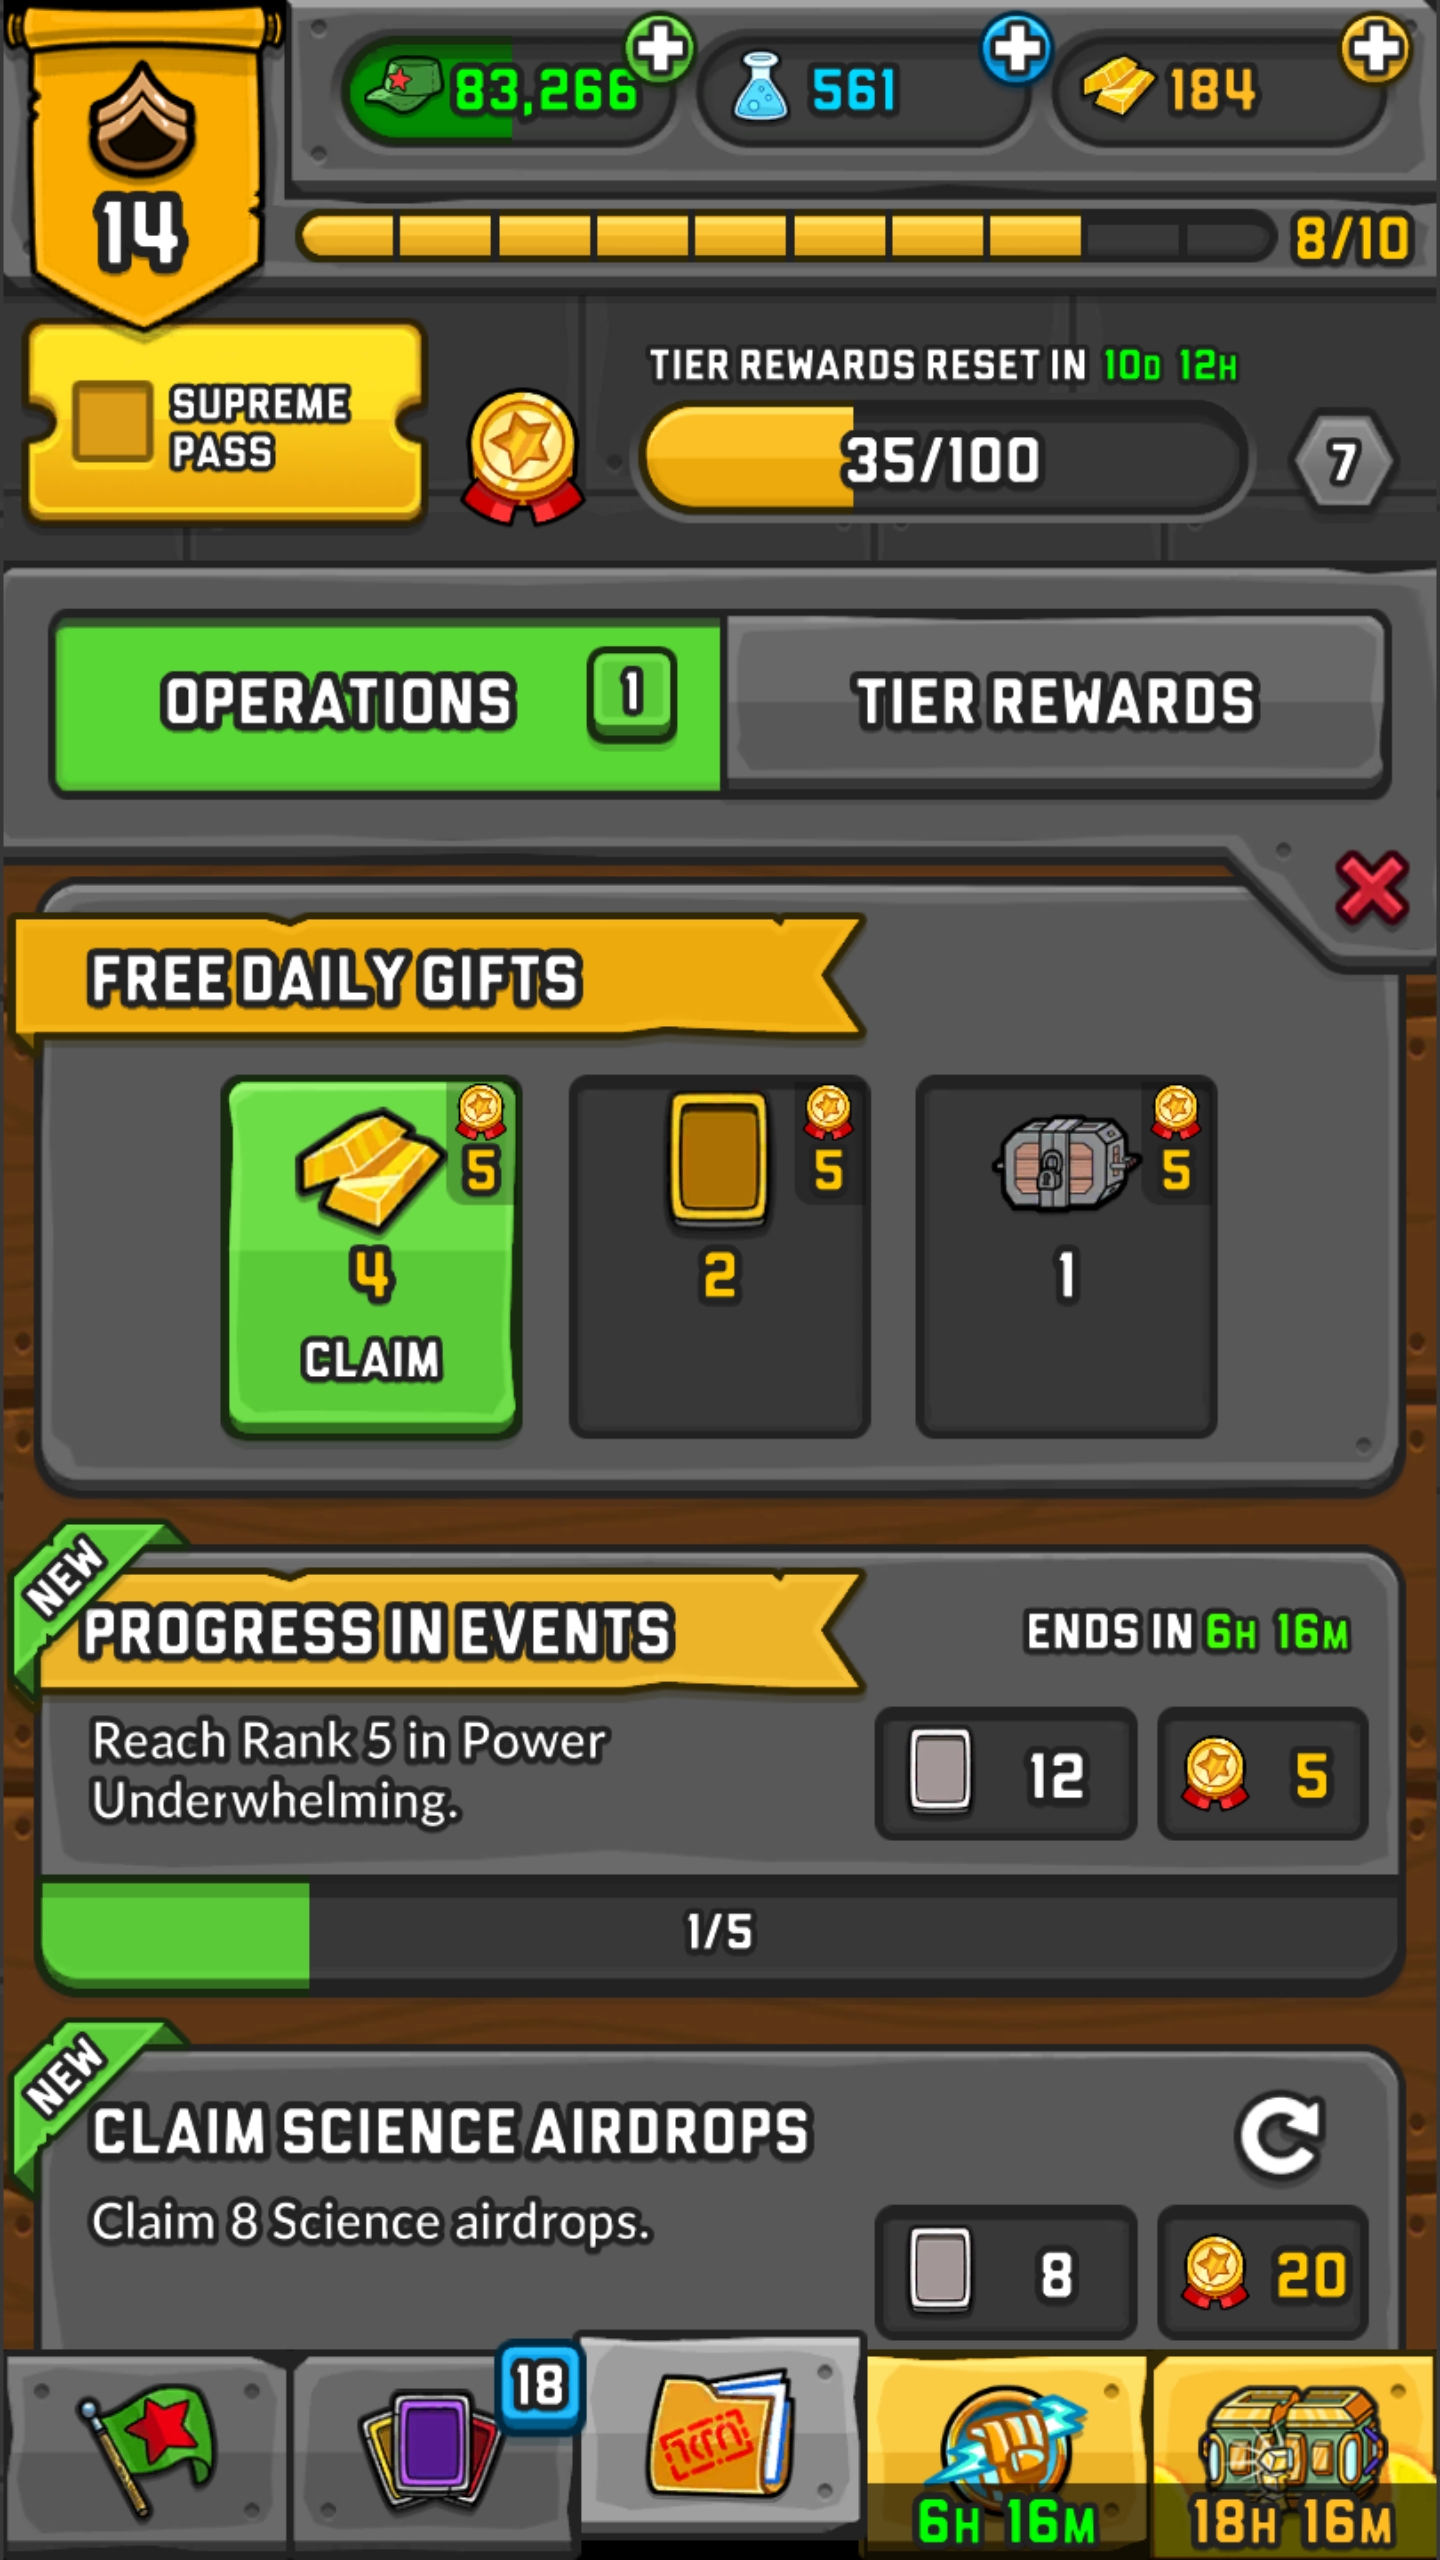 83,266
561
184
14
8/10
TIER REWARDS RESET IN 10D 12H
SUPREME
PASS
35/100
7
OPERATIONS
1
TIER REWARDS
FREE DAILY GIFTS
5
5
5
4
2
1
CLAIM
NEW
PROGRESS IN EVENTS
ENDS IN 6H 16M
Reach Rank 5 in Power
Underwhelming.
12
5
1/5
NEW
CLAIM SCIENCE AIRDROPS
Claim 8 Science airdrops.
8
20
18
6H 16M
18H 16M